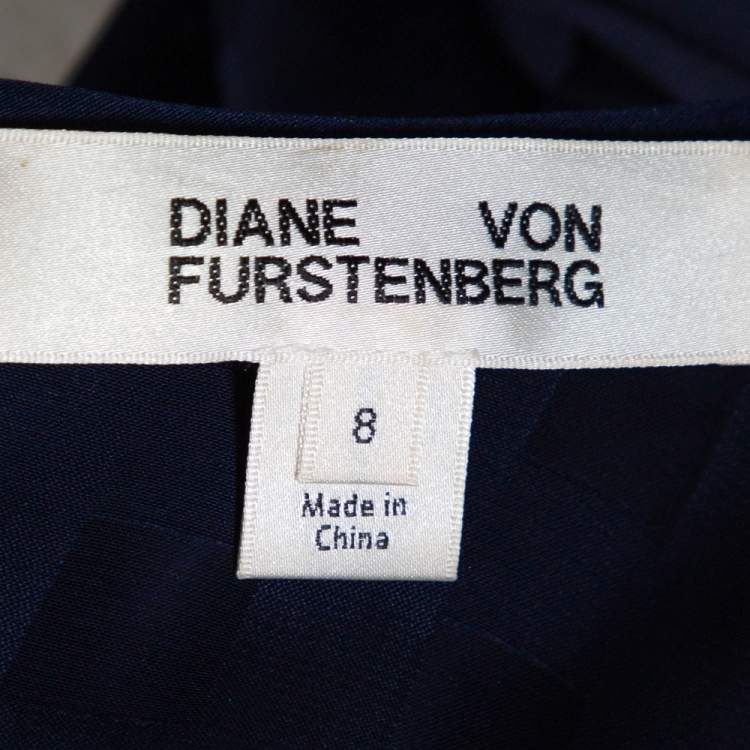 DIANE VON
FURSTENBERG
8
Made in
China